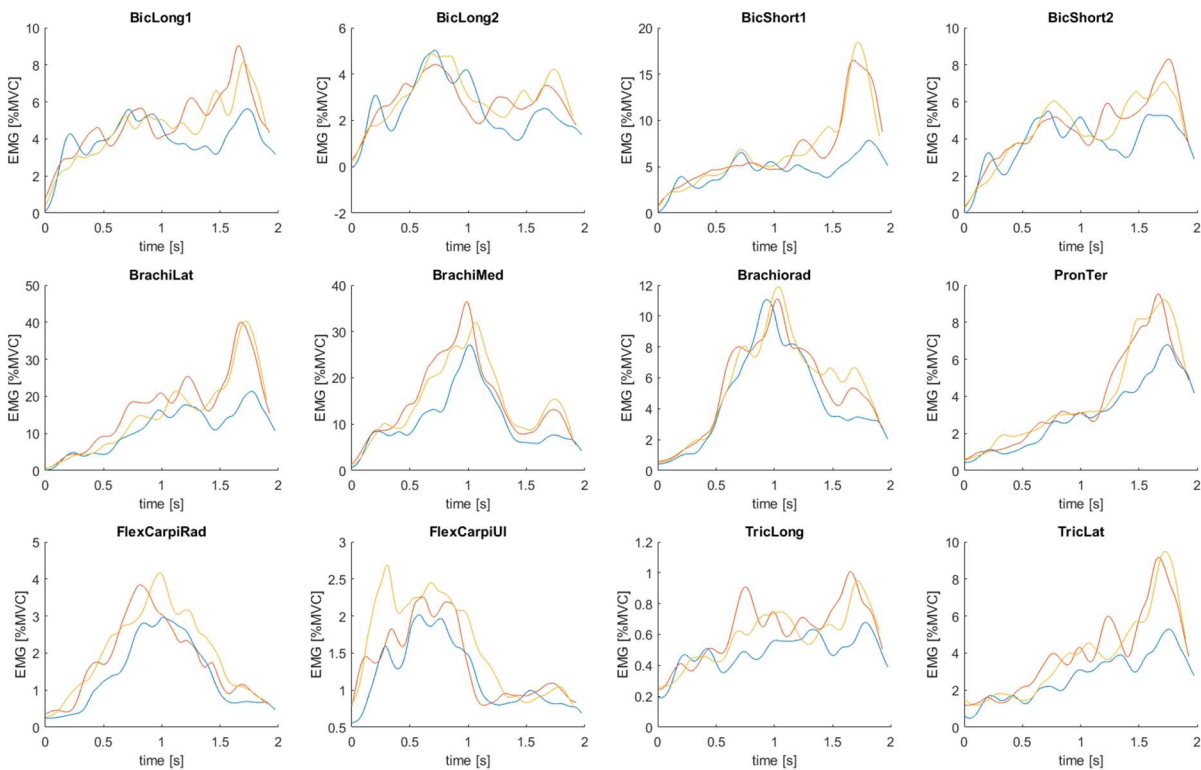 BicLong1
10
8
6
4
2
0
EMG [%MVC]
0 0.5 1 1.5 2
time [s]
BicLong2
6
4
2
0
-2
EMG [%MVC]
0 0.5 1 1.5 2
time [s]
BicShort1
20
15
10
5
0
EMG [%MVC]
0 0.5 1 1.5 2
time [s]
BicShort2
10
8
6
4
2
0
EMG [%MVC]
0 0.5 1 1.5 2
time [s]
BrachiLat
50
40
30
20
10
0
EMG [%MVC]
0 0.5 1 1.5 2
time [s]
BrachiMed
40
30
20
10
0
EMG [%MVC]
0 0.5 1 1.5 2
time [s]
Brachiorad
12
10
8
6
4
2
0
EMG [%MVC]
0 0.5 1 1.5 2
time [s]
PronTer
10
8
6
4
2
0
EMG [%MVC]
0 0.5 1 1.5 2
time [s]
FlexCarpiRad
5
4
3
2
1
0
EMG [%MVC]
0 0.5 1 1.5 2
time [s]
FlexCarpiUl
3
2.5
2
1.5
1
0.5
EMG [%MVC]
0 0.5 1 1.5 2
time [s]
TricLong
1.2
1
0.8
0.6
0.4
0.2
0
EMG [%MVC]
0 0.5 1 1.5 2
time [s]
TricLat
10
8
6
4
2
0
EMG [%MVC]
0 0.5 1 1.5 2
time [s]